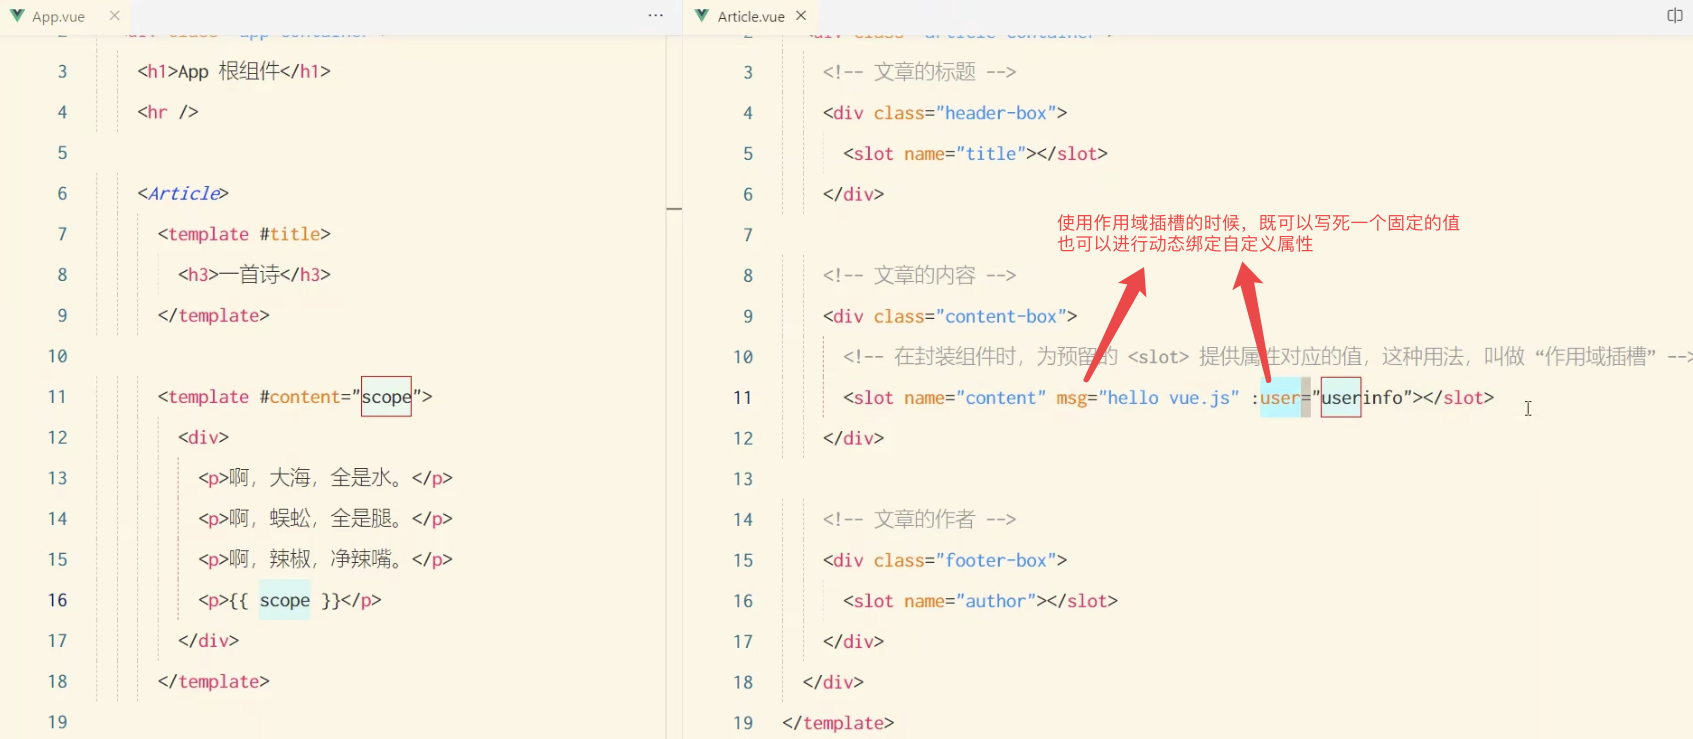 App.vue
3 <h1>App 根组件</h1>
4 <hr />
5
6 <Article>
7 <template #title>
8 <h3>一首诗</h3>
9 </template>
10
11 <template #content="scope">
12 <div>
13 <p>啊，大海，全是水。</p>
14 <p>啊，蜈蚣，全是腿。</p>
15 <p>啊，辣椒，净辣嘴。</p>
16 <p>{{ scope }}</p>
17 </div>
18 </template>
19
Article.vue
3 <!-- 文章的标题 -->
4 <div class="header-box">
5 <slot name="title"></slot>
6 </div>
使用作用域插槽的时候，既可以写死一个固定的值
也可以进行动态绑定自定义属性
7
8 <!-- 文章的内容 -->
9 <div class="content-box">
10 <!-- 在封装组件时，为预留的 <slot> 提供属性对应的值，这种用法，叫做 “作用域插槽” -->
11 <slot name="content" msg="hello vue.js" :user="userinfo"></slot>
12 </div>
13
14 <!-- 文章的作者 -->
15 <div class="footer-box">
16 <slot name="author"></slot>
17 </div>
18 </div>
19 </template>